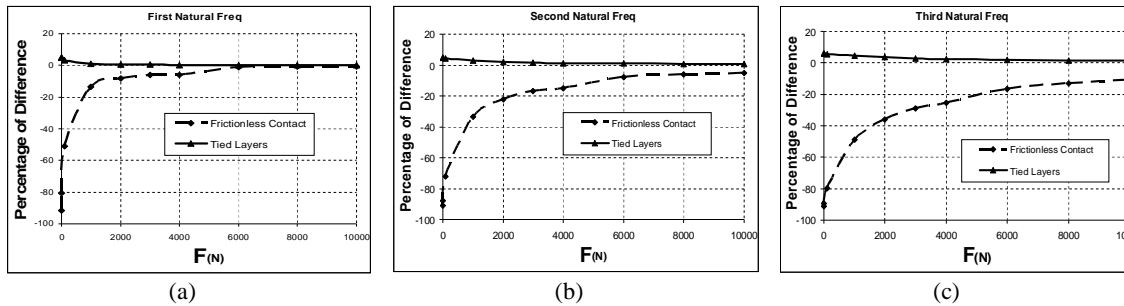 First Natural Freq
Percentage of Difference
20
0
-20
-40
-60
-80
-100
Frictionless Contact
Tied Layers
0 2000 4000 6000 8000 10000
F(N)
(a)
Second Natural Freq
Percentage of Difference
20
0
-20
-40
-60
-80
-100
Frictionless Contact
Tied Layers
0 2000 4000 6000 8000 10000
F(N)
(b)
Third Natural Freq
Percentage of Difference
20
0
-20
-40
-60
-80
-100
Frictionless Contact
Tied Layers
0 2000 4000 6000 8000 100
F(N)
(c)